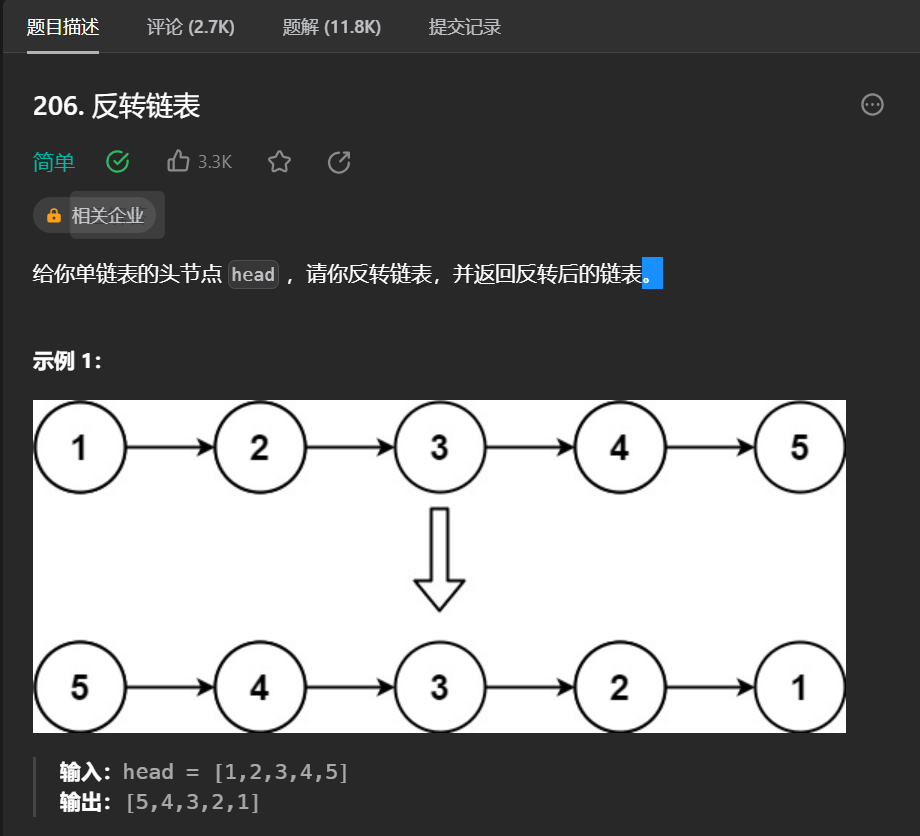 题目描述 评论 (2.7K) 题解 (11.8K) 提交记录
206. 反转链表
简单 3.3K
相关企业
给你单链表的头节点 head ，请你反转链表，并返回反转后的链表。
示例 1：
1 2 3 4 5
5 4 3 2 1
输入：head = [1,2,3,4,5]
输出：[5,4,3,2,1]